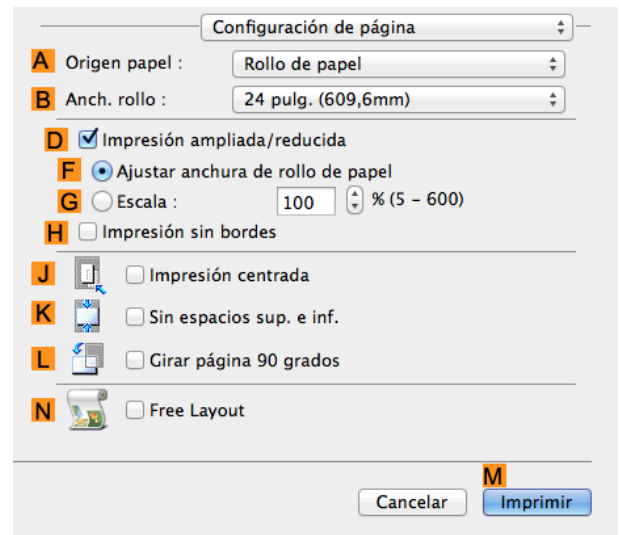 Configuración de página
A Origen papel : Rollo de papel
B Anch. rollo : 24 pulg. (609,6mm)
D Impresión ampliada/reducida
F Ajustar anchura de rollo de papel
G Escala : 100 % (5 – 600)
H Impresión sin bordes
J Impresión centrada
K Sin espacios sup. e inf.
L Girar página 90 grados
N Free Layout
M
Cancelar Imprimir